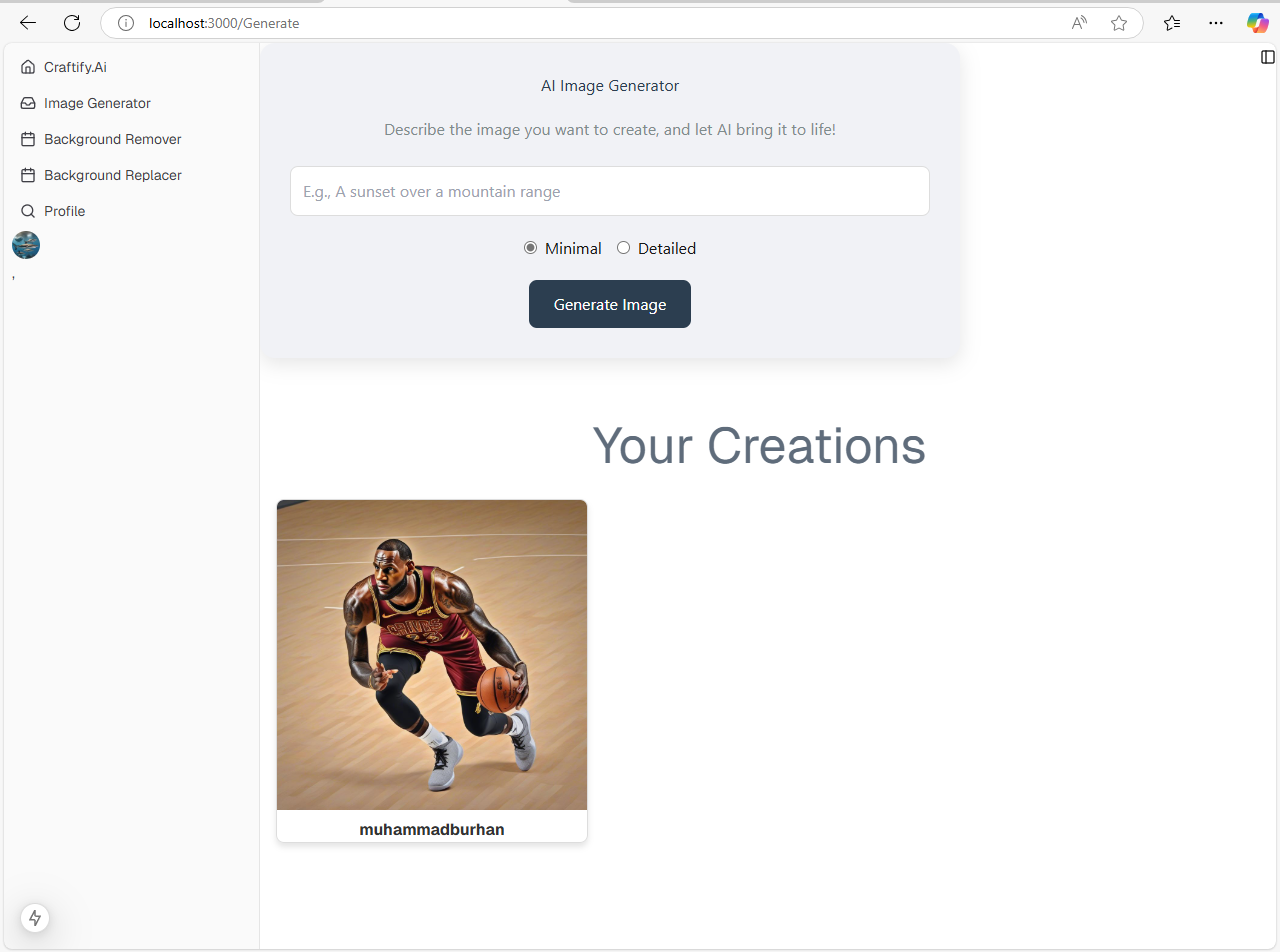 localhost:3000/Generate
Craftify.Ai
Image Generator
Background Remover
Background Replacer
Profile
,
AI Image Generator
Describe the image you want to create, and let AI bring it to life!
E.g., A sunset over a mountain range
Minimal Detailed
Generate Image
Your Creations
23
muhammadburhan